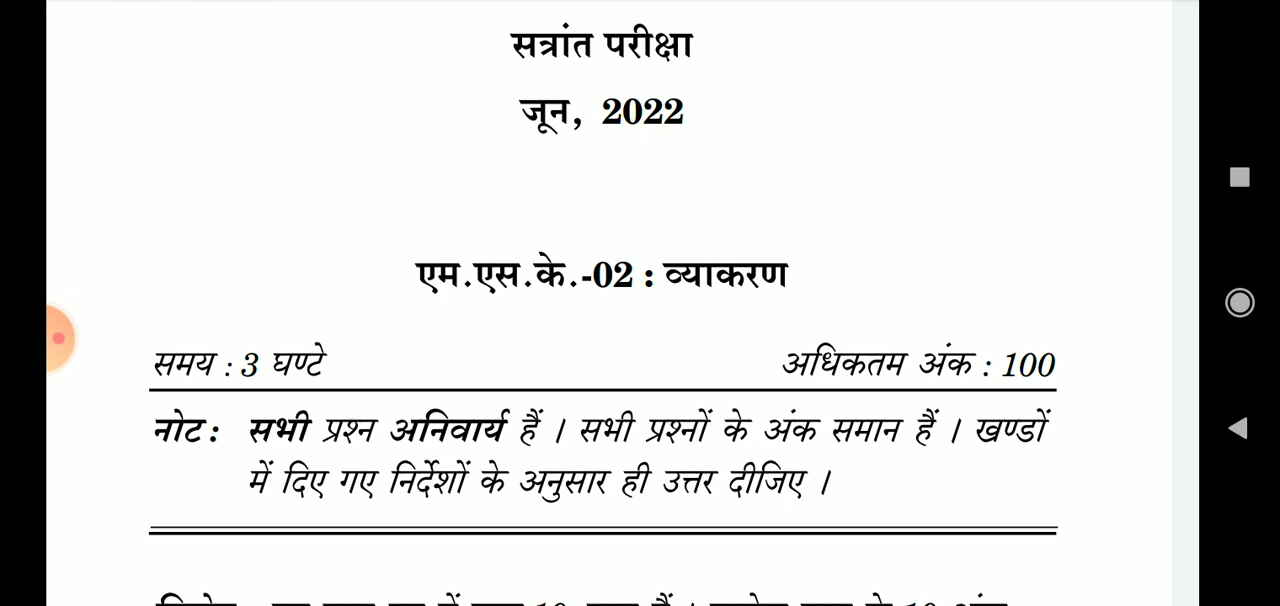 सत्रांत परीक्षा
जून, 2022
एम.एस.के.-02 : व्याकरण
समय : 3 घण्टे अधिकतम अंक : 100
नोट : सभी प्रश्न अनिवार्य हैं । सभी प्रश्नों के अंक समान हैं । खण्डों
में दिए गए निर्देशों के अनुसार ही उत्तर दीजिए ।